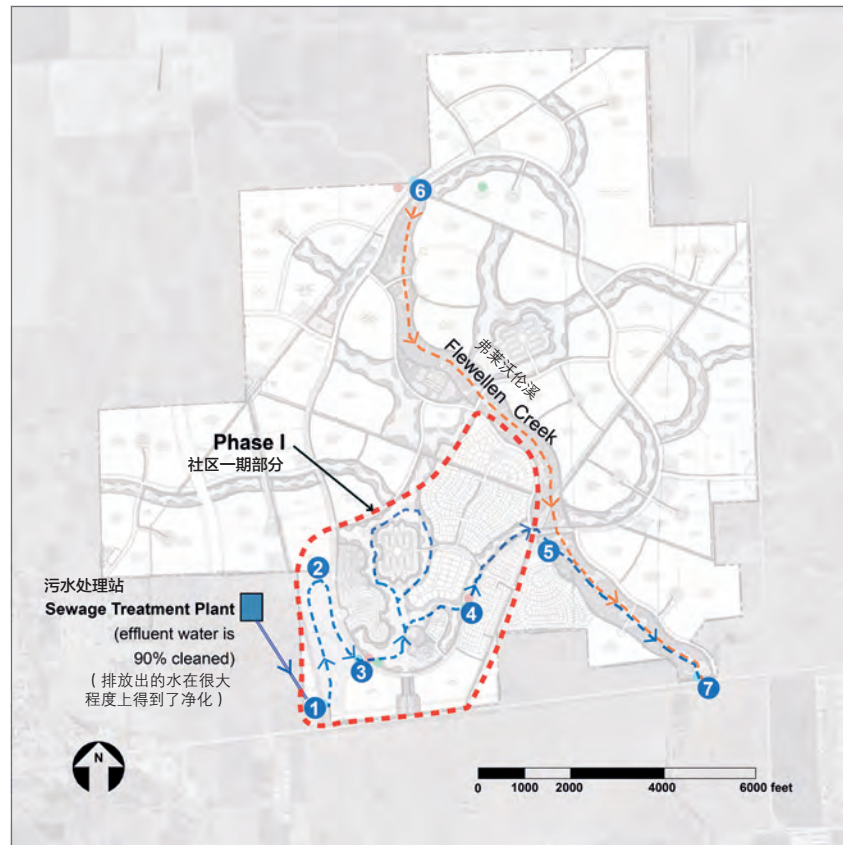 6
弗莱沃伦溪
Flewellen Creek
Phase I
社区一期部分
污水处理站
Sewage Treatment Plant
(effluent water is
90% cleaned)
（排放出的水在很大
程度上得到了净化）
2
5
4
3
1
7
N
0 1000 2000 4000 6000 feet